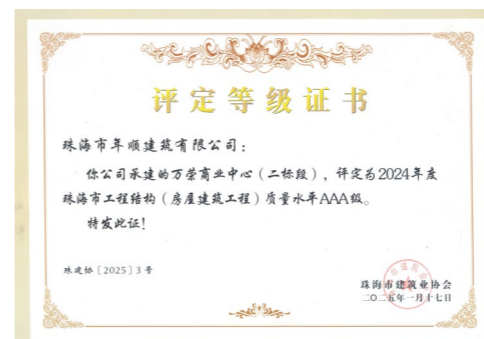 评定等级证书
珠海市年顺建筑有限公司：
你公司承建的万荣商业中心（二标段），评定为2024年度
珠海市工程结构（房屋建筑工程）质量水平AAA级。
特发此证！
珠建协〔2025〕3号
珠海市建筑业协会
二〇二五年一月十七日